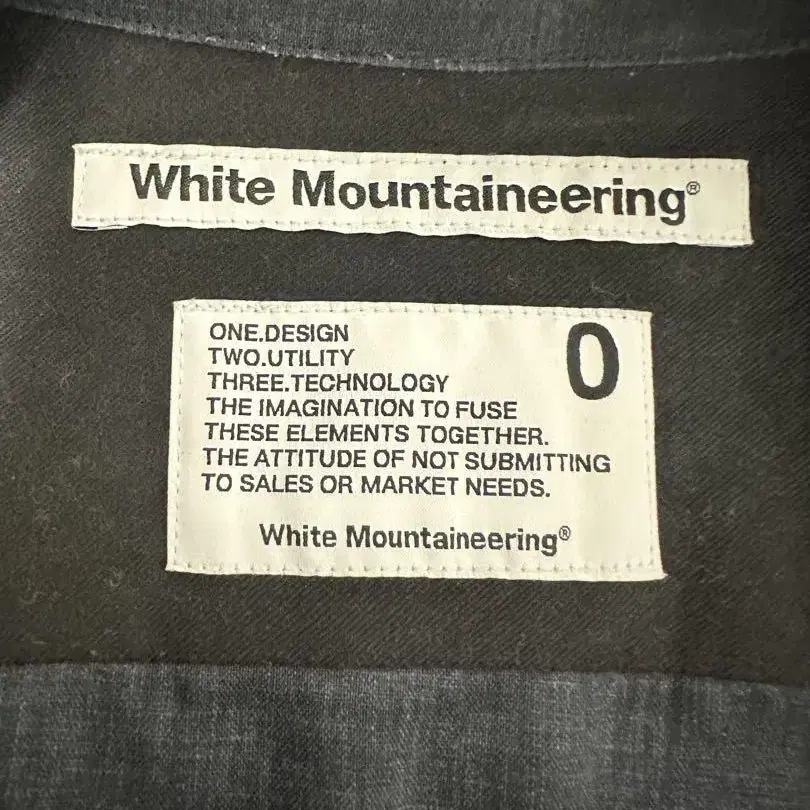 White Mountaineering®
ONE.DESIGN
0
TWO.UTILITY
THREE.TECHNOLOGY
THE IMAGINATION TO FUSE
THESE ELEMENTS TOGETHER.
THE ATTITUDE OF NOT SUBMITTING
TO SALES OR MARKET NEEDS.
White Mountaineering®